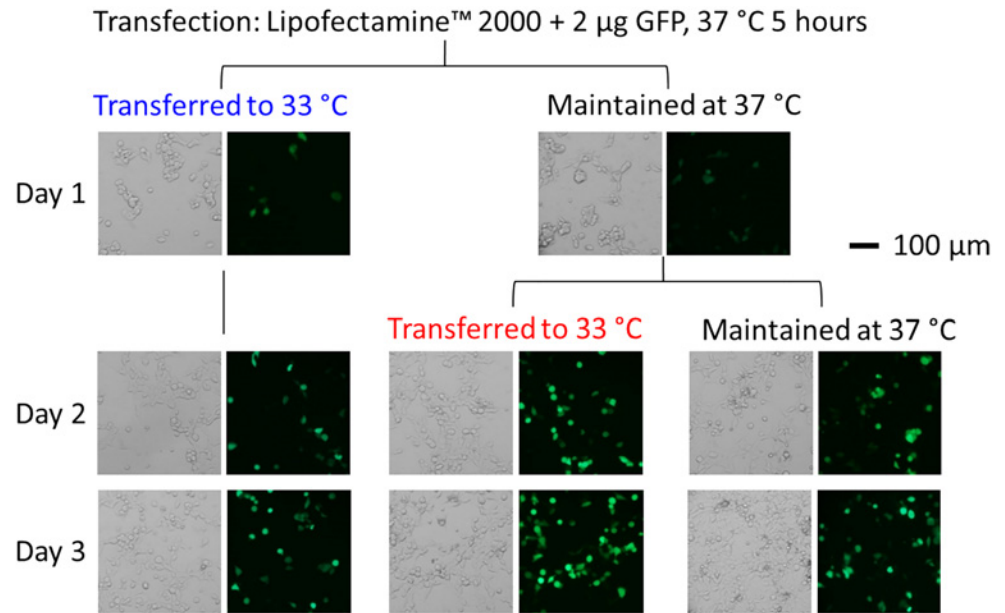 Transfection: Lipofectamine™ 2000 + 2 μg GFP, 37 °C 5 hours
Transferred to 33 °C
Maintained at 37 °C
Day 1
100 μm
Transferred to 33 °C
Maintained at 37 °C
Day 2
Day 3